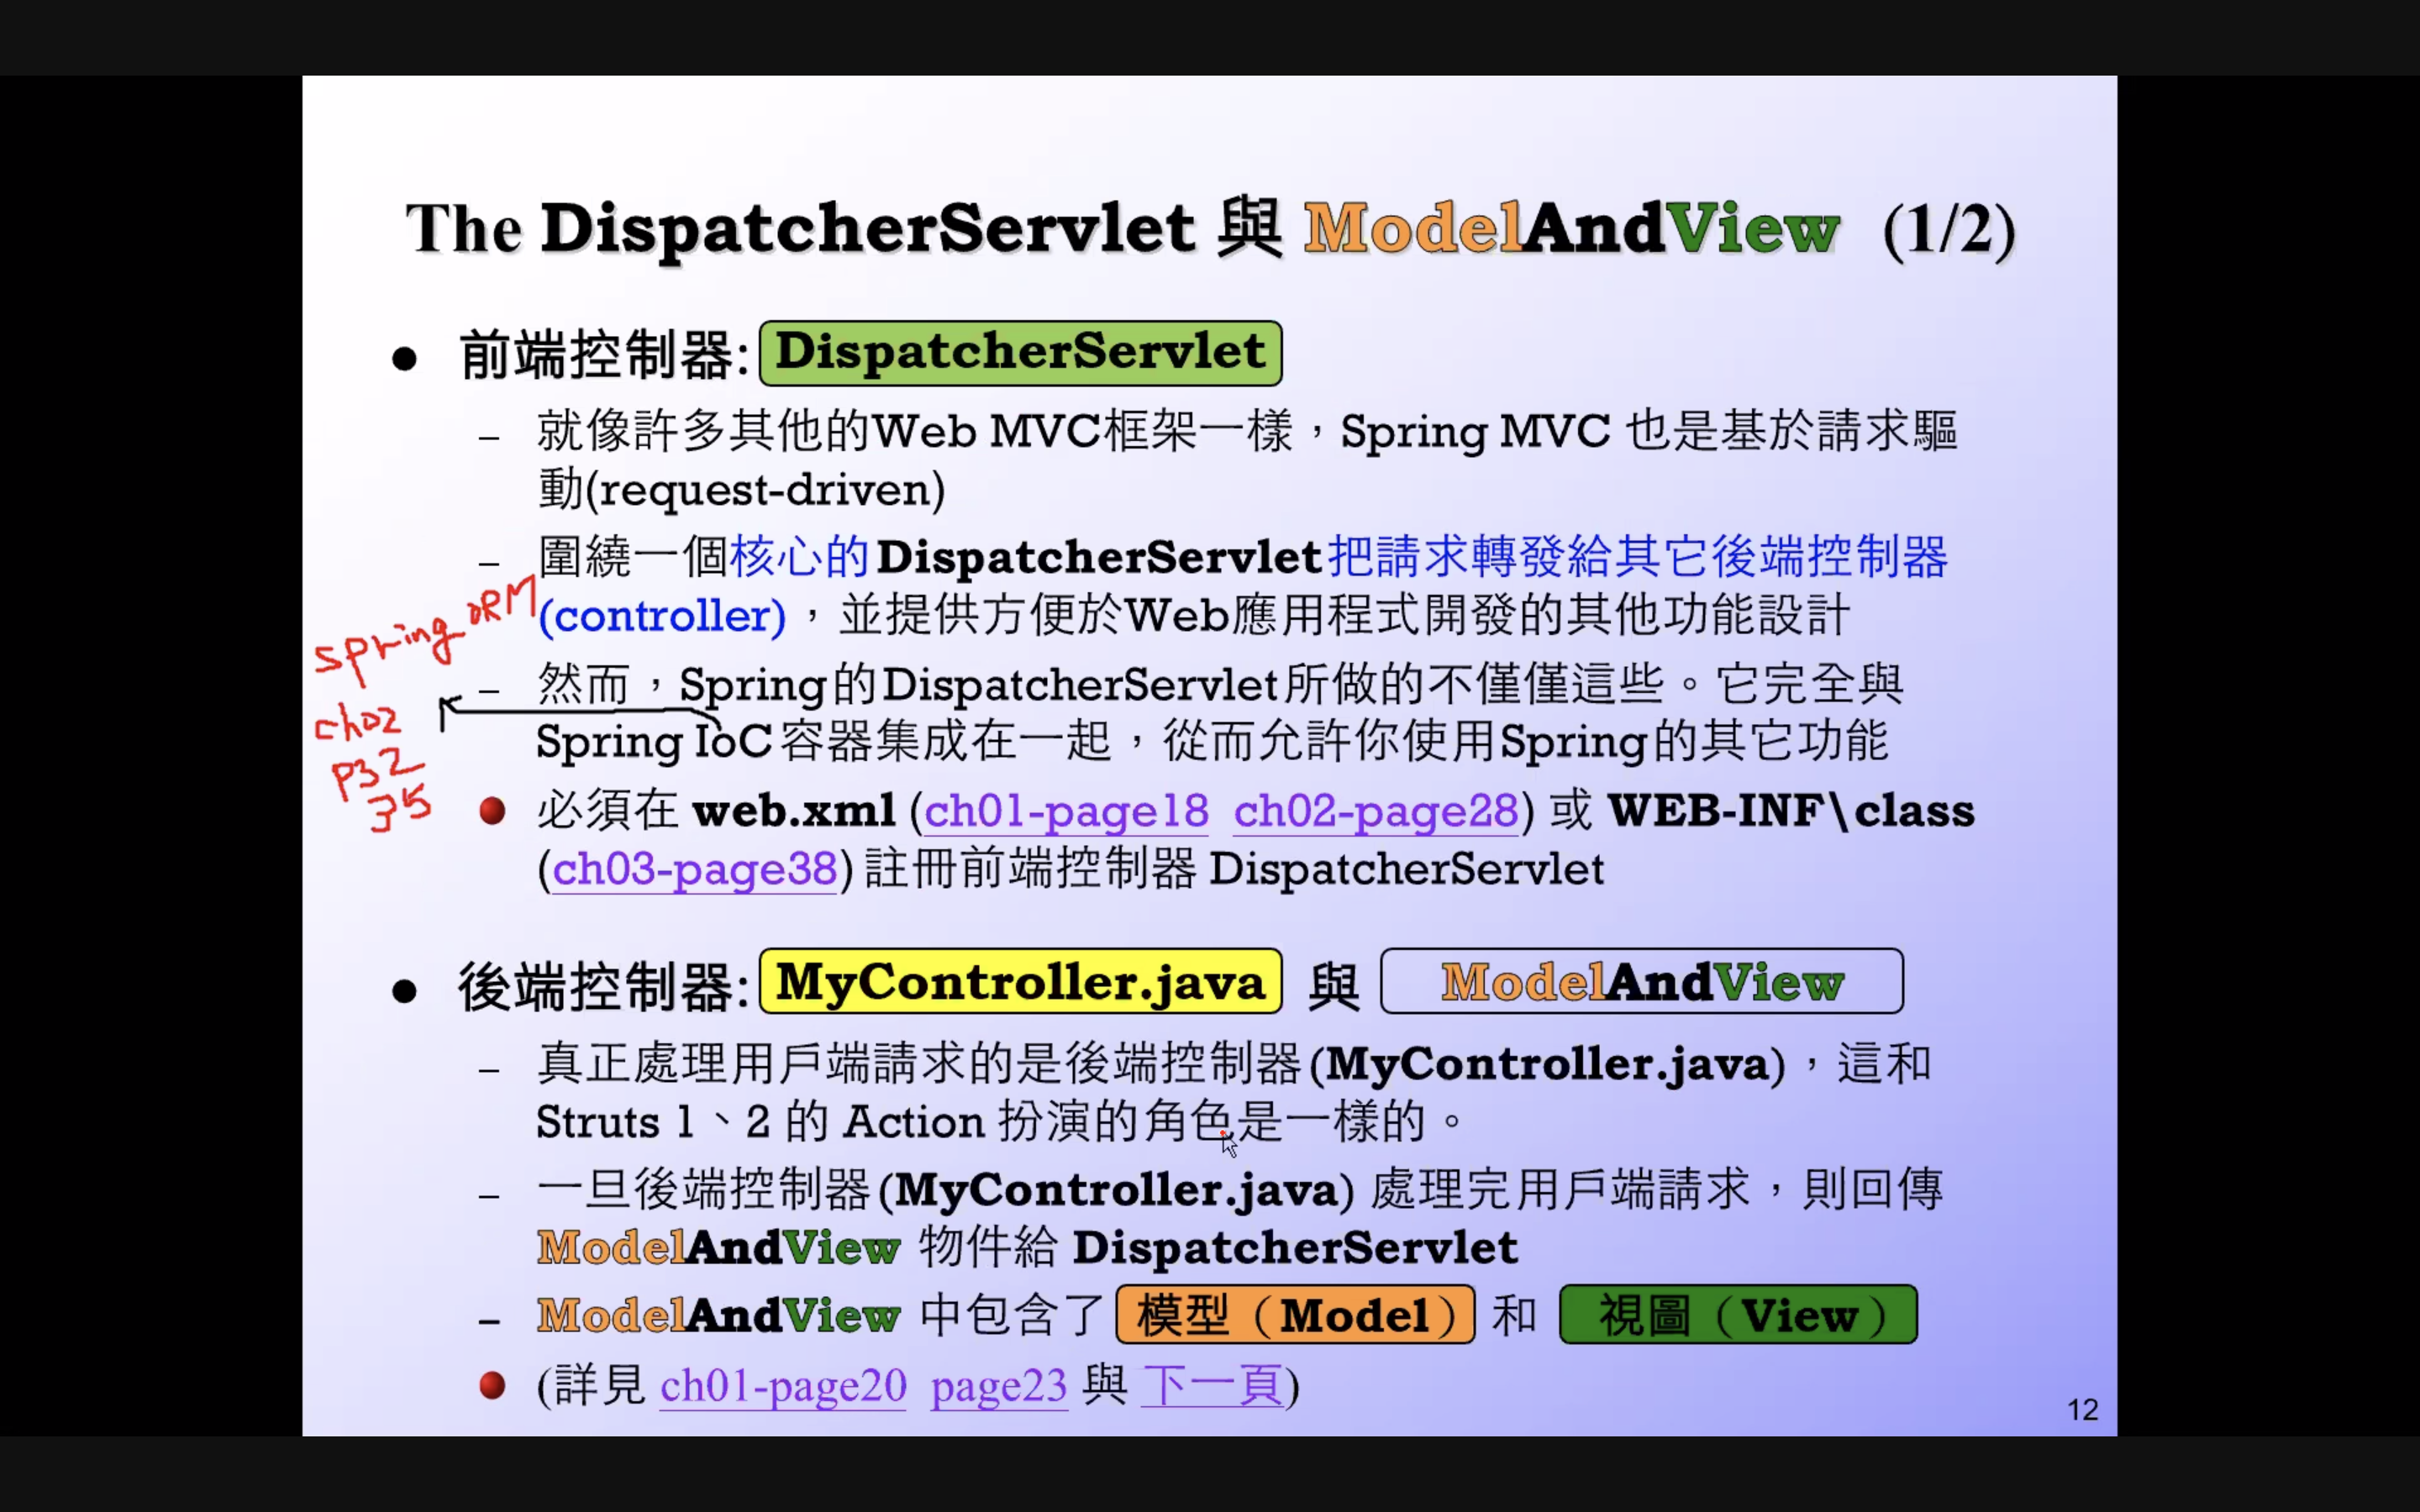 The DispatcherServlet 與 ModelAndView (1/2)
● 前端控制器: DispatcherServlet
– 就像許多其他的Web MVC框架一樣，Spring MVC 也是基於請求驅
動(request-driven)
– 圍繞一個核心的DispatcherServlet把請求轉發給其它後端控制器
(controller)，並提供方便於Web應用程式開發的其他功能設計
– 然而，Spring的DispatcherServlet所做的不僅僅這些。它完全與
Spring IoC容器集成在一起，從而允許你使用Spring的其它功能
spring ORM
ch02
P32
35
● 必須在 web.xml (ch01-page18 ch02-page28) 或 WEB-INF\class
(ch03-page38) 註冊前端控制器 DispatcherServlet
● 後端控制器: MyController.java 與 ModelAndView
– 真正處理用戶端請求的是後端控制器(MyController.java)，這和
Struts 1、2 的 Action 扮演的角色是一樣的。
– 一旦後端控制器(MyController.java) 處理完用戶端請求，則回傳
ModelAndView 物件給 DispatcherServlet
– ModelAndView 中包含了 模型（Model） 和 視圖（View）
● (詳見 ch01-page20 page23 與 下一頁)
12